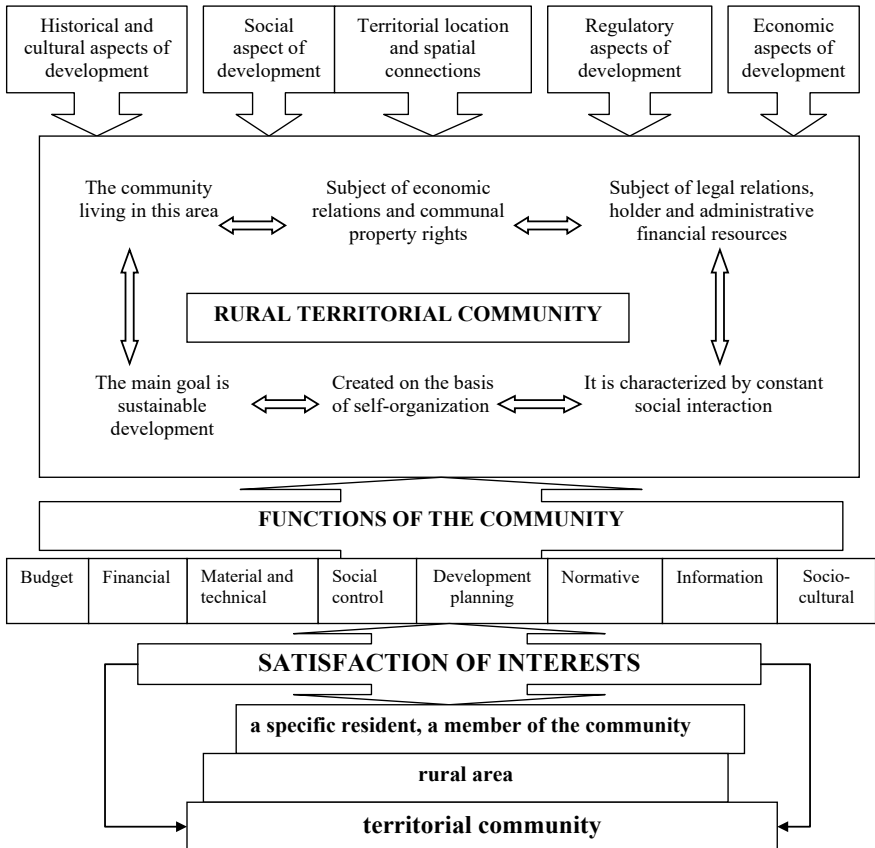 Historical and
cultural aspects of
development
Social
aspect of
development
Territorial location
and spatial
connections
Regulatory
aspects of
development
Economic
aspects of
development
The community
living in this area
Subject of economic
relations and communal
property rights
Subject of legal relations,
holder and administrative
financial resources
RURAL TERRITORIAL COMMUNITY
The main goal is
sustainable
development
Created on the basis
of self-organization
It is characterized by constant
social interaction
FUNCTIONS OF THE COMMUNITY
Budget
Financial
Material and
technical
Social
control
Development
planning
Normative
Information
Socio-
cultural
SATISFACTION OF INTERESTS
a specific resident, a member of the community
rural area
territorial community